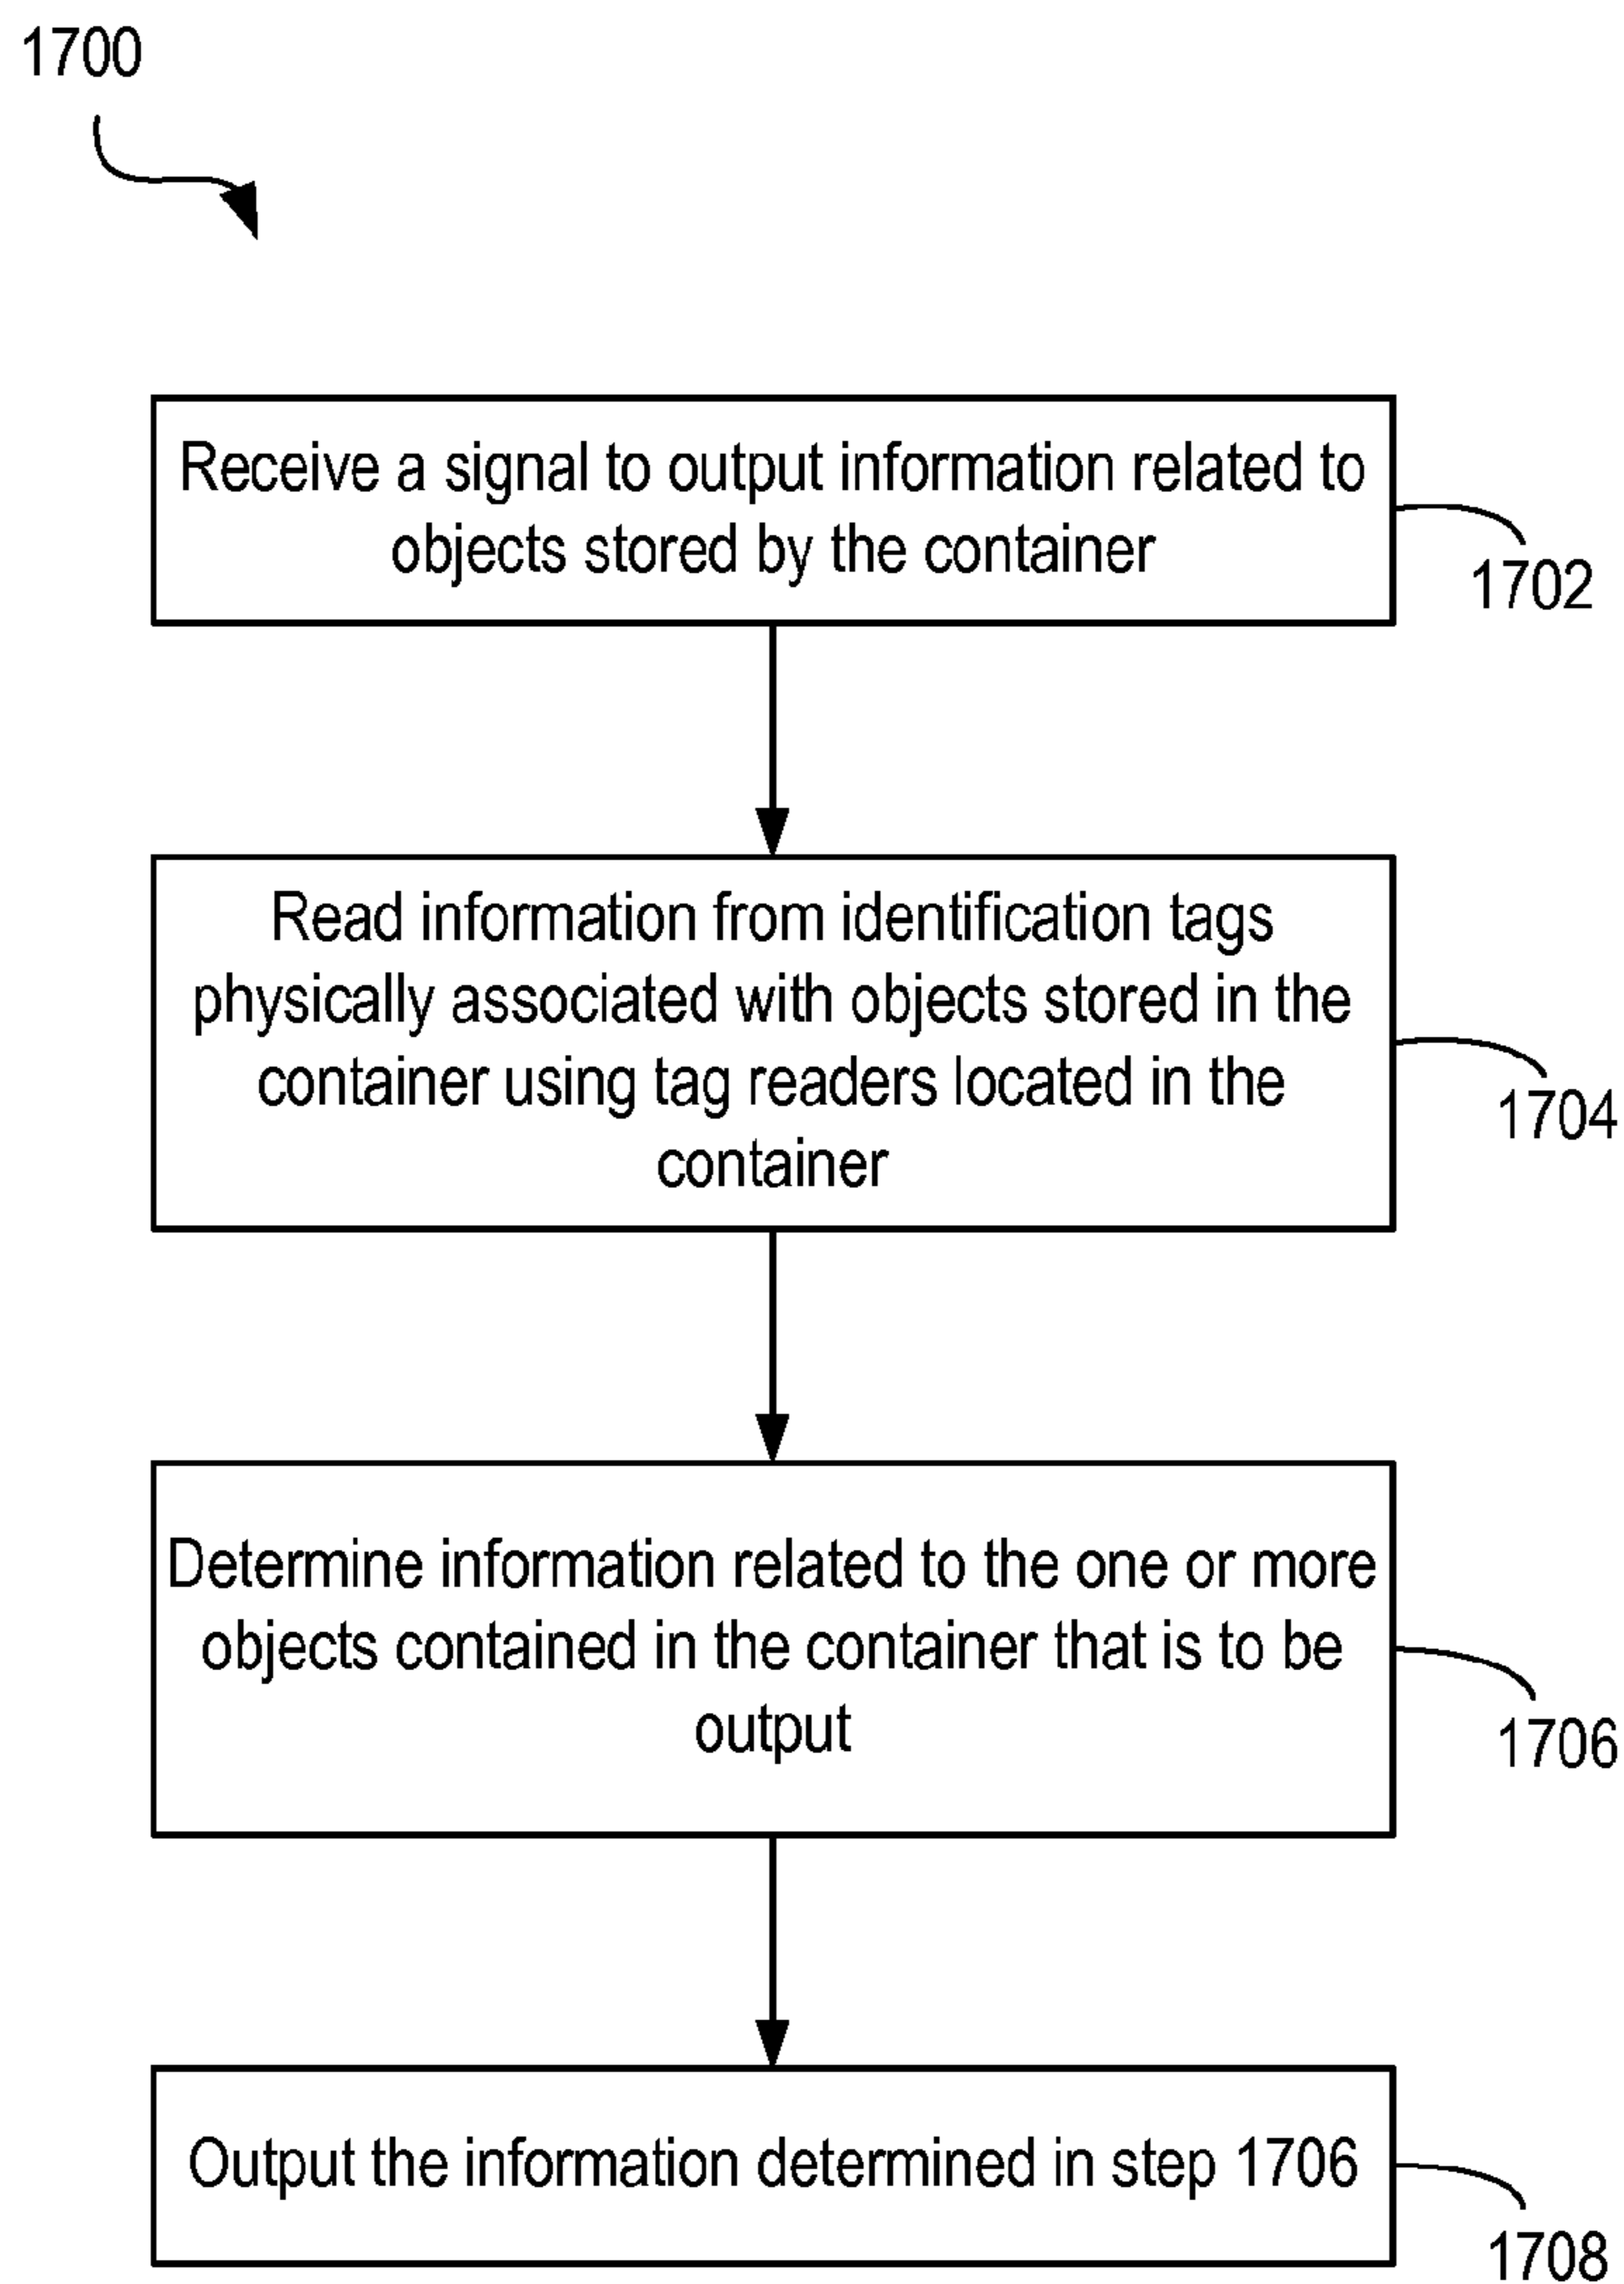 1700
Receive a signal to output information related to
objects stored by the container
1702
Read information from identification tags
physically associated with objects stored in the
container using tag readers located in the
container
1704
Determine information related to the one or more
objects contained in the container that is to be
output
1706
Output the information determined in step 1706
1708